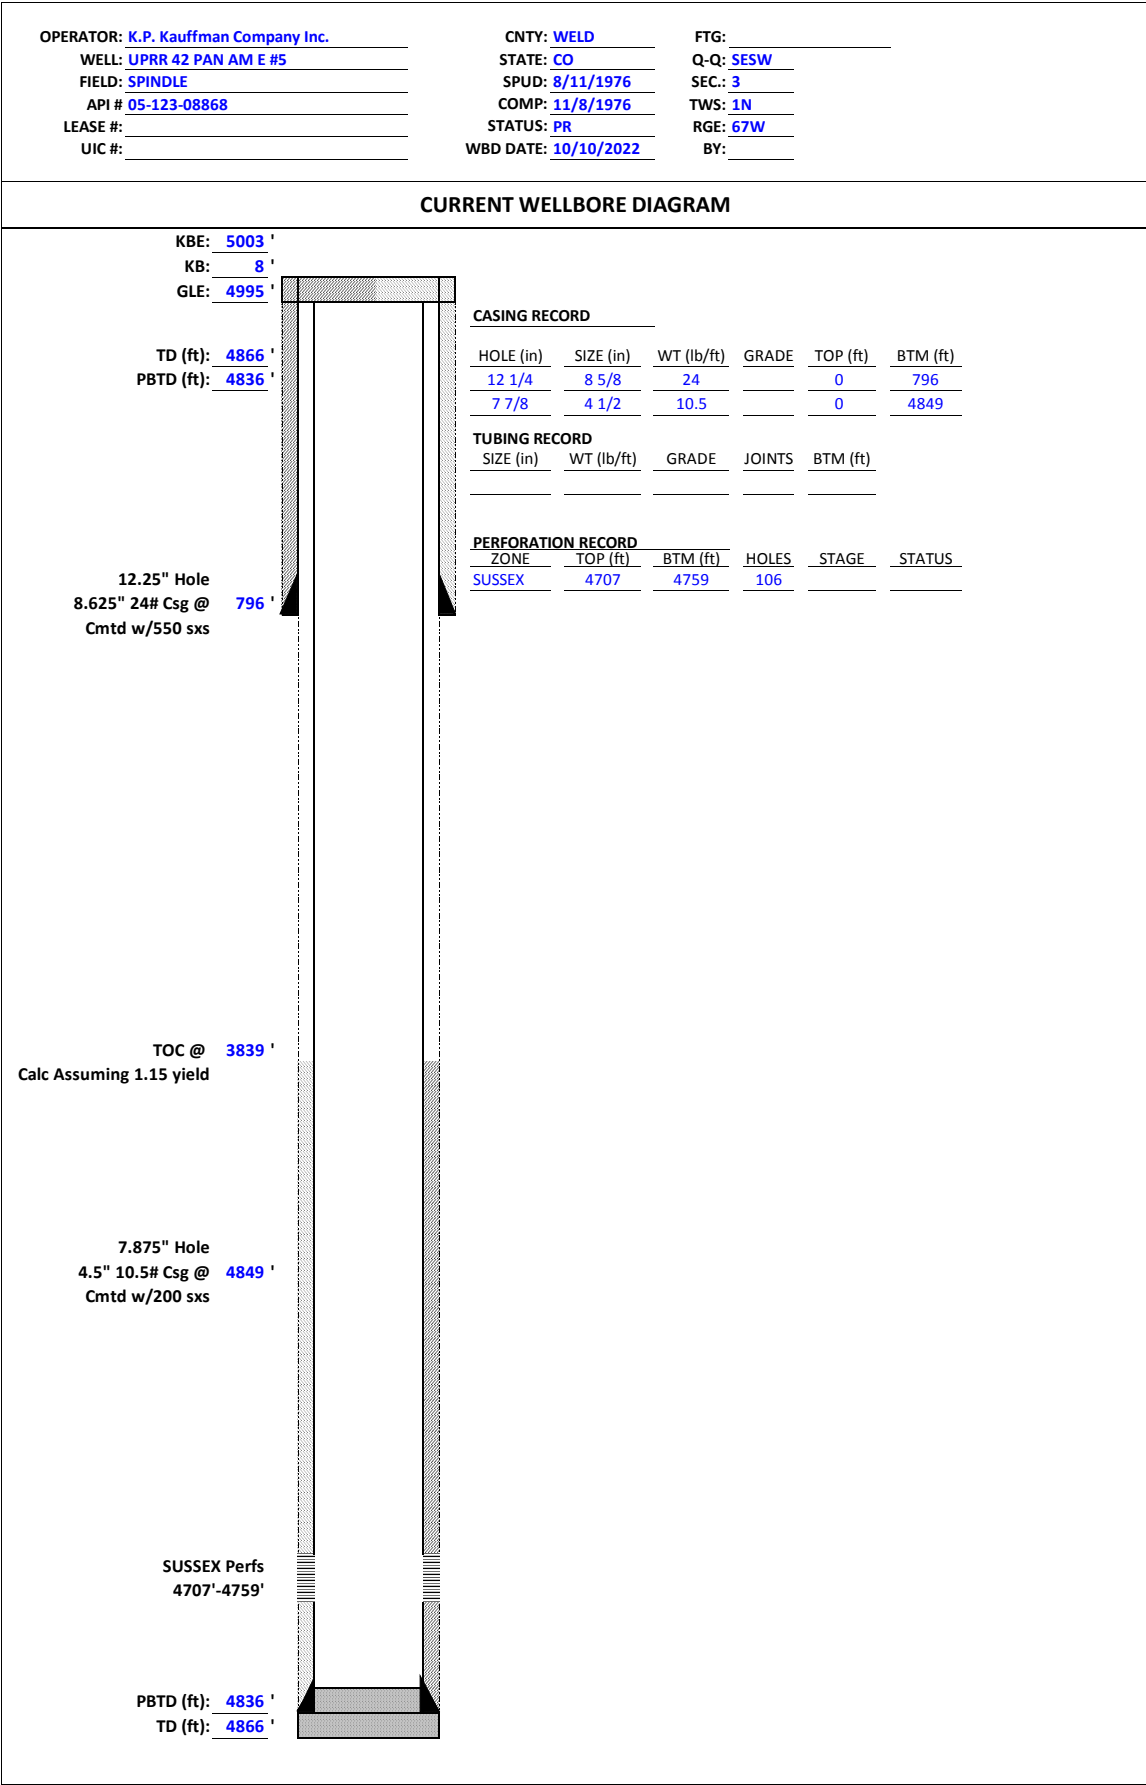 OPERATOR: K.P. Kauffman Company Inc. CNTY: WELD FTG:
WELL: UPRR 42 PAN AM E #5 STATE: CO Q-Q: SESW
FIELD: SPINDLE SPUD: 8/11/1976 SEC.: 3
API # 05-123-08868 COMP: 11/8/1976 TWS: 1N
LEASE #: STATUS: PR RGE: 67W
UIC #: WBD DATE: 10/10/2022 BY:
CURRENT WELLBORE DIAGRAM
KBE: 5003 '
KB: 8 '
GLE: 4995 '
CASING RECORD
TD (ft): 4866 ' HOLE (in) SIZE (in) WT (lb/ft) GRADE TOP (ft) BTM (ft)
PBTD (ft): 4836 ' 12 1/4 8 5/8 24 0 796
7 7/8 4 1/2 10.5 0 4849
TUBING RECORD
SIZE (in) WT (lb/ft) GRADE JOINTS BTM (ft)
PERFORATION RECORD
ZONE TOP (ft) BTM (ft) HOLES STAGE STATUS
12.25" Hole SUSSEX 4707 4759 106
8.625" 24# Csg @ 796 '
Cmtd w/550 sxs
TOC @ 3839 '
Calc Assuming 1.15 yield
7.875" Hole
4.5" 10.5# Csg @ 4849 '
Cmtd w/200 sxs
SUSSEX Perfs
4707'-4759'
PBTD (ft): 4836 '
TD (ft): 4866 '